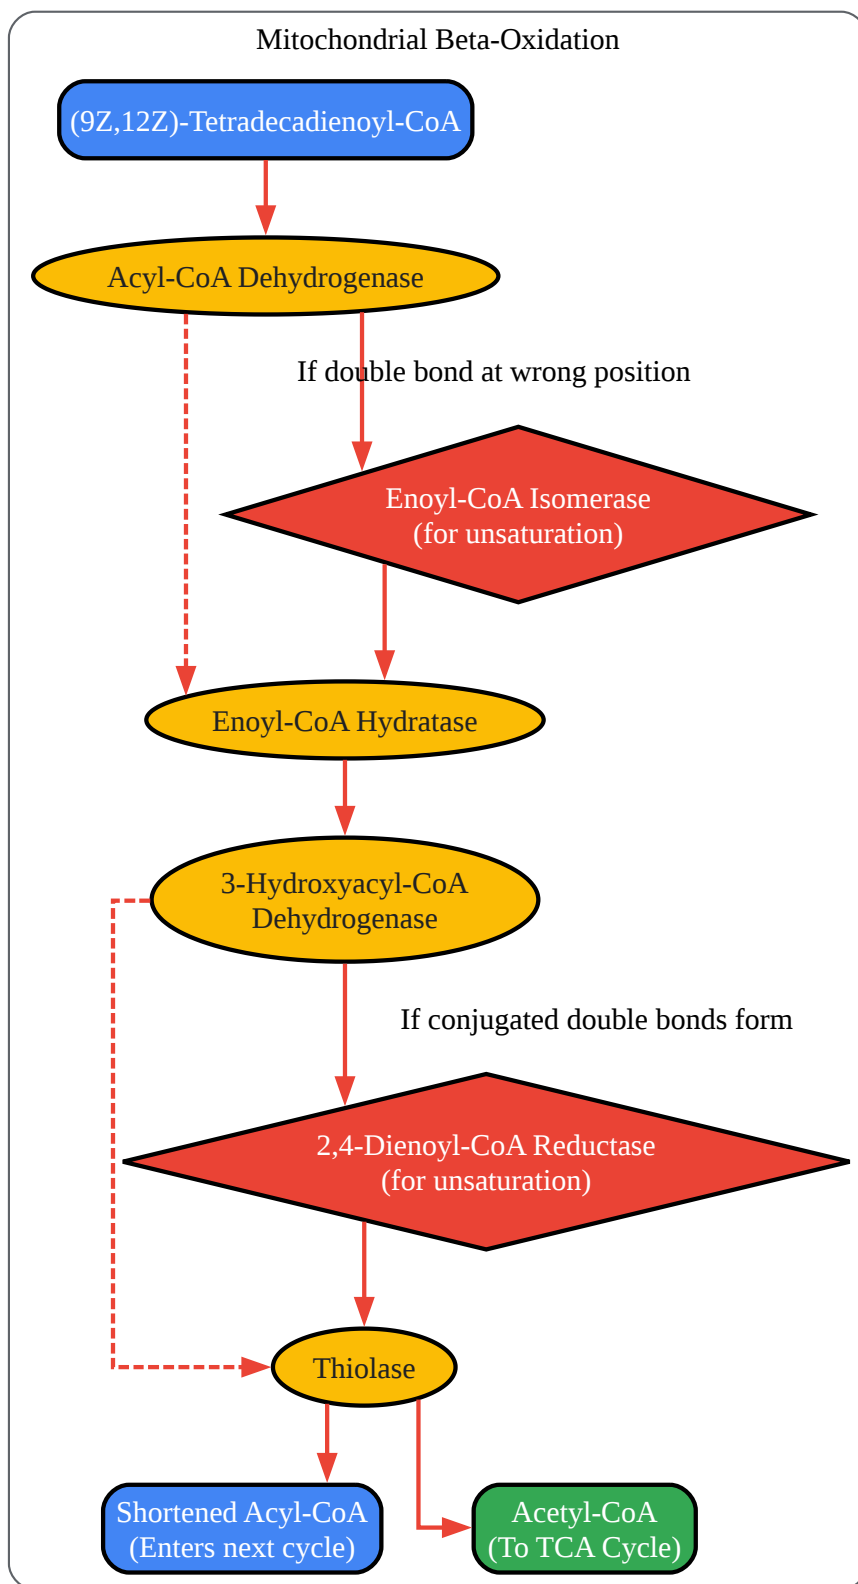 Mitochondrial Beta-Oxidation
(9Z,12Z)-Tetradecadienoyl-CoA
Acyl-CoA Dehydrogenase
If double bond at wrong position
Enoyl-CoA Isomerase
(for unsaturation)
Enoyl-CoA Hydratase
3-Hydroxyacyl-CoA
Dehydrogenase
If conjugated double bonds form
2,4-Dienoyl-CoA Reductase
(for unsaturation)
Thiolase
Shortened Acyl-CoA
(Enters next cycle)
Acetyl-CoA
(To TCA Cycle)